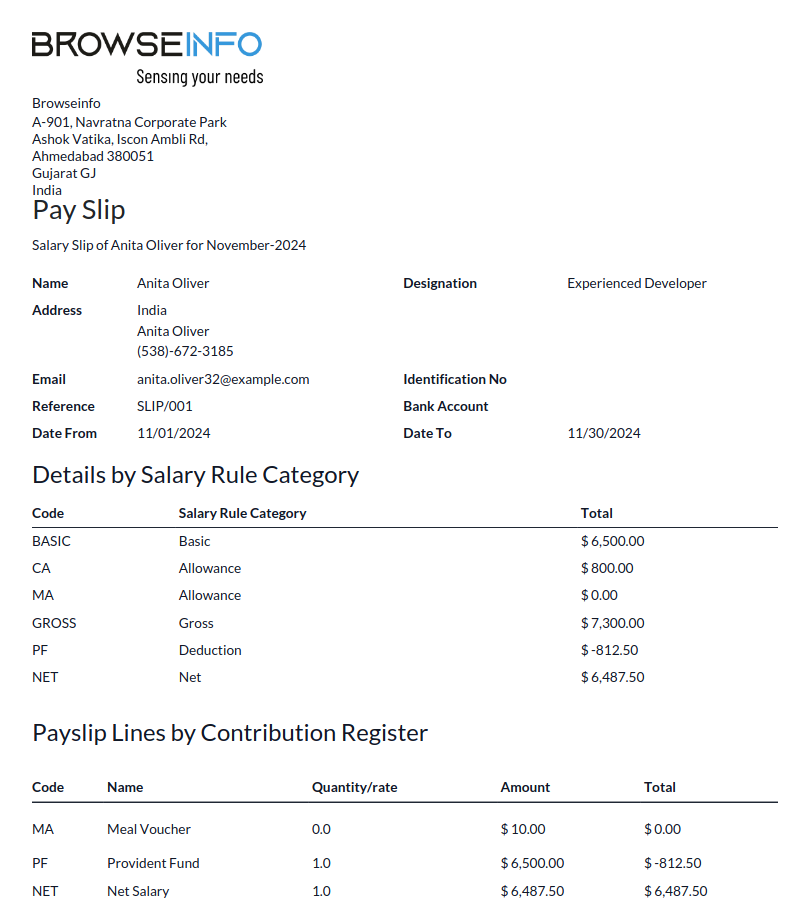 BROWSEINFO
Sensing your needs
Browseinfo
A-901, Navratna Corporate Park
Ashok Vatika, Iscon Ambli Rd,
Ahmedabad 380051
Gujarat GJ
India
Pay Slip
Salary Slip of Anita Oliver for November-2024
Name Anita Oliver Designation Experienced Developer
Address India
Anita Oliver
(538)-672-3185
Email anita.oliver32@example.com Identification No
Reference SLIP/001 Bank Account
Date From 11/01/2024 Date To 11/30/2024
Details by Salary Rule Category
Code Salary Rule Category Total
BASIC Basic $ 6,500.00
CA Allowance $ 800.00
MA Allowance $ 0.00
GROSS Gross $ 7,300.00
PF Deduction $ -812.50
NET Net $ 6,487.50
Payslip Lines by Contribution Register
Code Name Quantity/rate Amount Total
MA Meal Voucher 0.0 $ 10.00 $ 0.00
PF Provident Fund 1.0 $ 6,500.00 $ -812.50
NET Net Salary 1.0 $ 6,487.50 $ 6,487.50